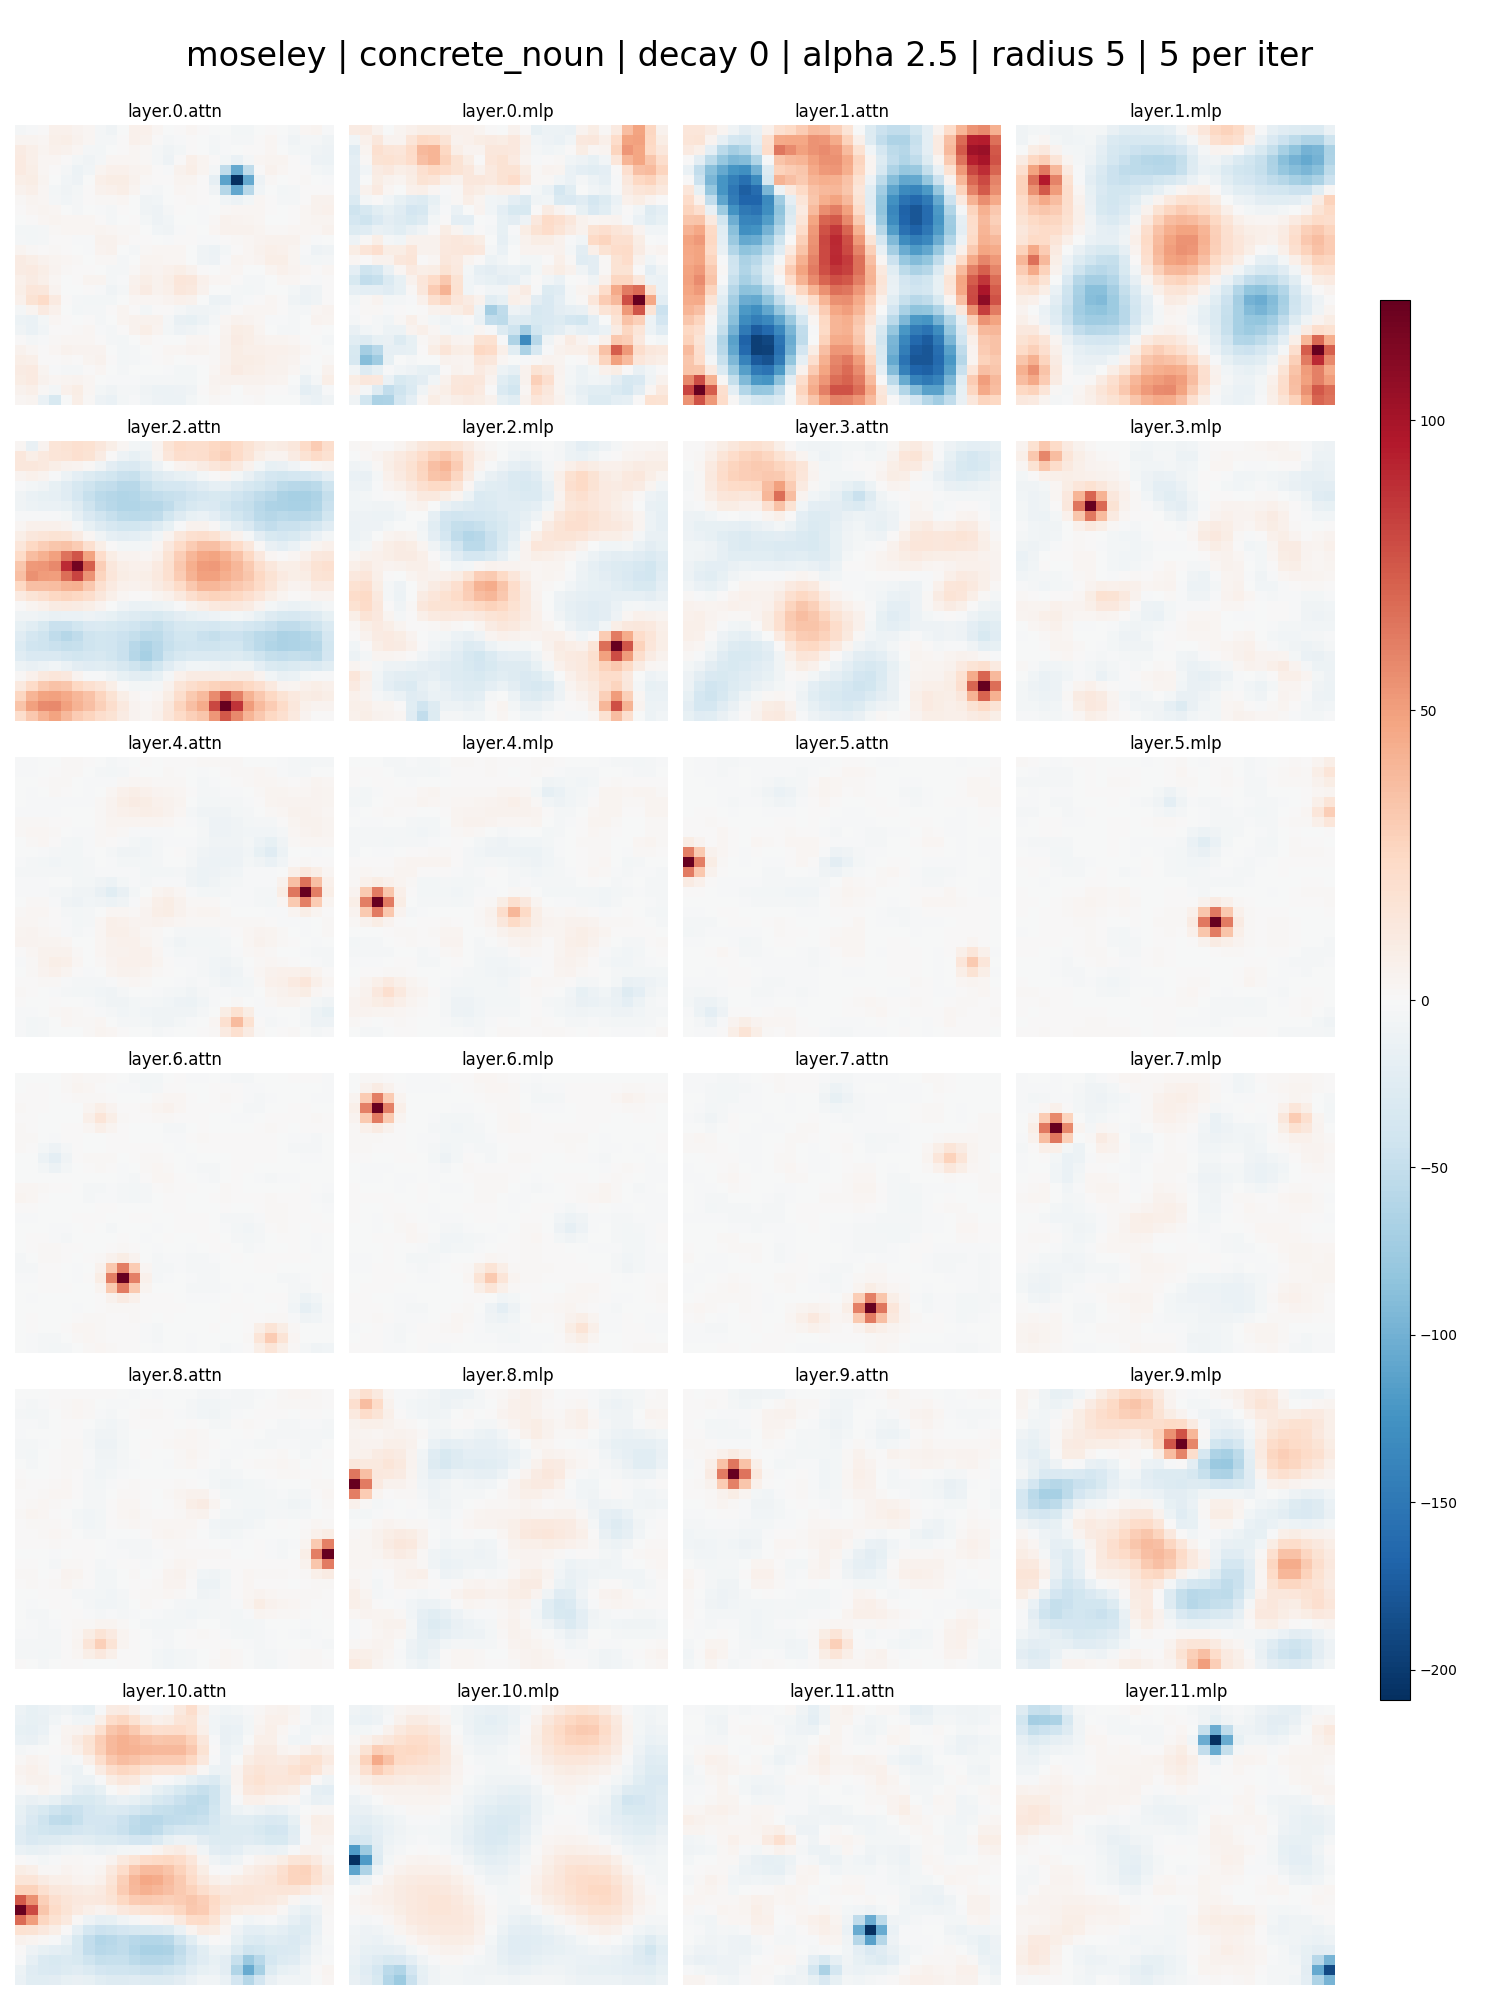 moseley | concrete_noun | decay 0 | alpha 2.5 | radius 5 | 5 per iter
layer.0.attn layer.0.mlp layer.1.attn layer.1.mlp
layer.2.attn layer.2.mlp layer.3.attn layer.3.mlp
layer.4.attn layer.4.mlp layer.5.attn layer.5.mlp
layer.6.attn layer.6.mlp layer.7.attn layer.7.mlp
layer.8.attn layer.8.mlp layer.9.attn layer.9.mlp
layer.10.attn layer.10.mlp layer.11.attn layer.11.mlp
100
50
0
−50
−100
−150
−200